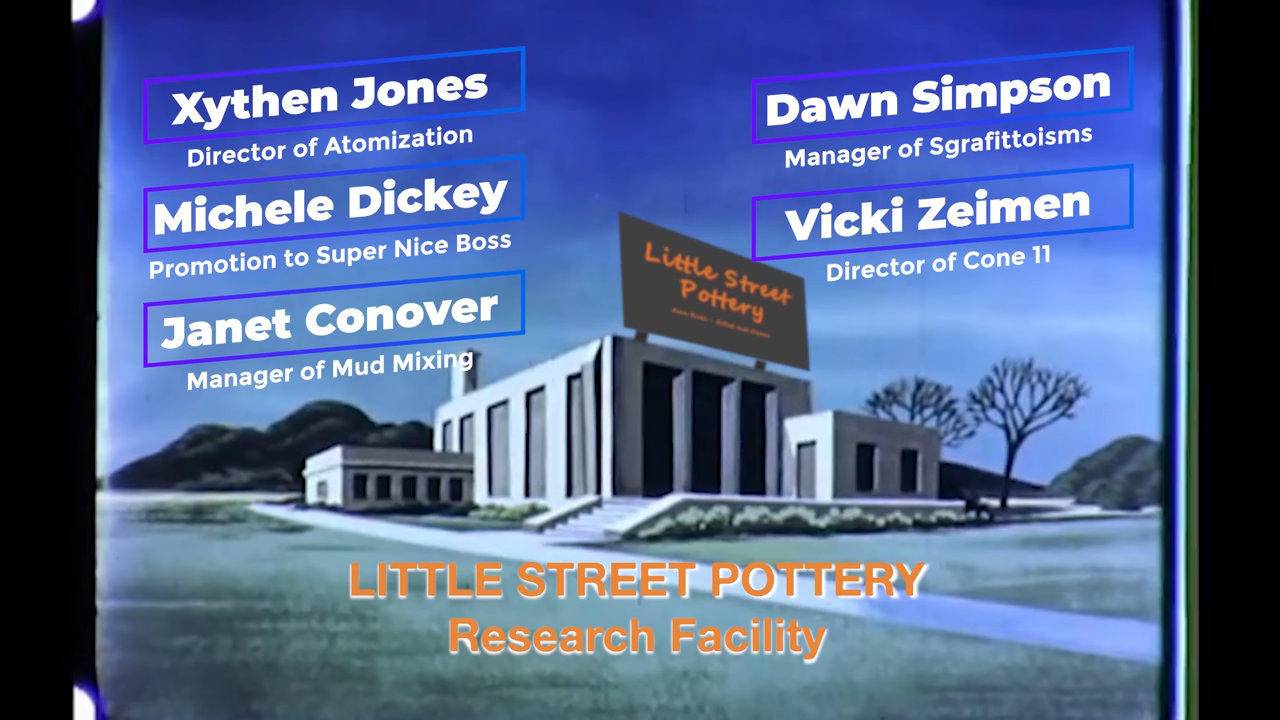 Xythen Jones
Director of Atomization
Michele Dickey
Promotion to Super Nice Boss
Janet Conover
Manager of Mud Mixing
Dawn Simpson
Manager of Sgrafittoisms
Vicki Zeimen
Director of Cone 11
Little Street
Pottery
LITTLE STREET POTTERY
Research Facility